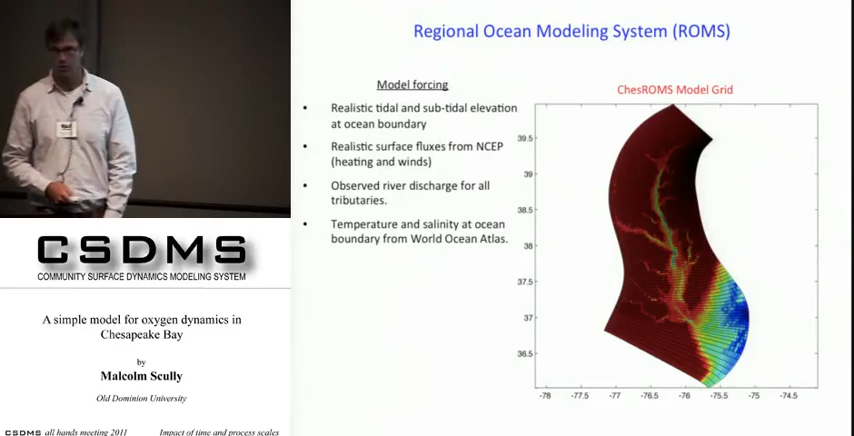 Regional Ocean Modeling System (ROMS)
Model forcing
• Realistic tidal and sub-tidal elevation
at ocean boundary
• Realistic surface fluxes from NCEP
(heating and winds)
• Observed river discharge for all
tributaries.
• Temperature and salinity at ocean
boundary from World Ocean Atlas.
ChesROMS Model Grid
39.5
39
38.5
38
37.5
37
36.5
-78 -77 -76.5 -76 -75.5 -75 -74.5
CSDMS
COMMUNITY SURFACE DYNAMICS MODELING SYSTEM
A simple model for oxygen dynamics in
Chesapeake Bay
by
Malcolm Scully
Old Dominion University
CSDMS all hands meeting 2011 Impact of time and process scales